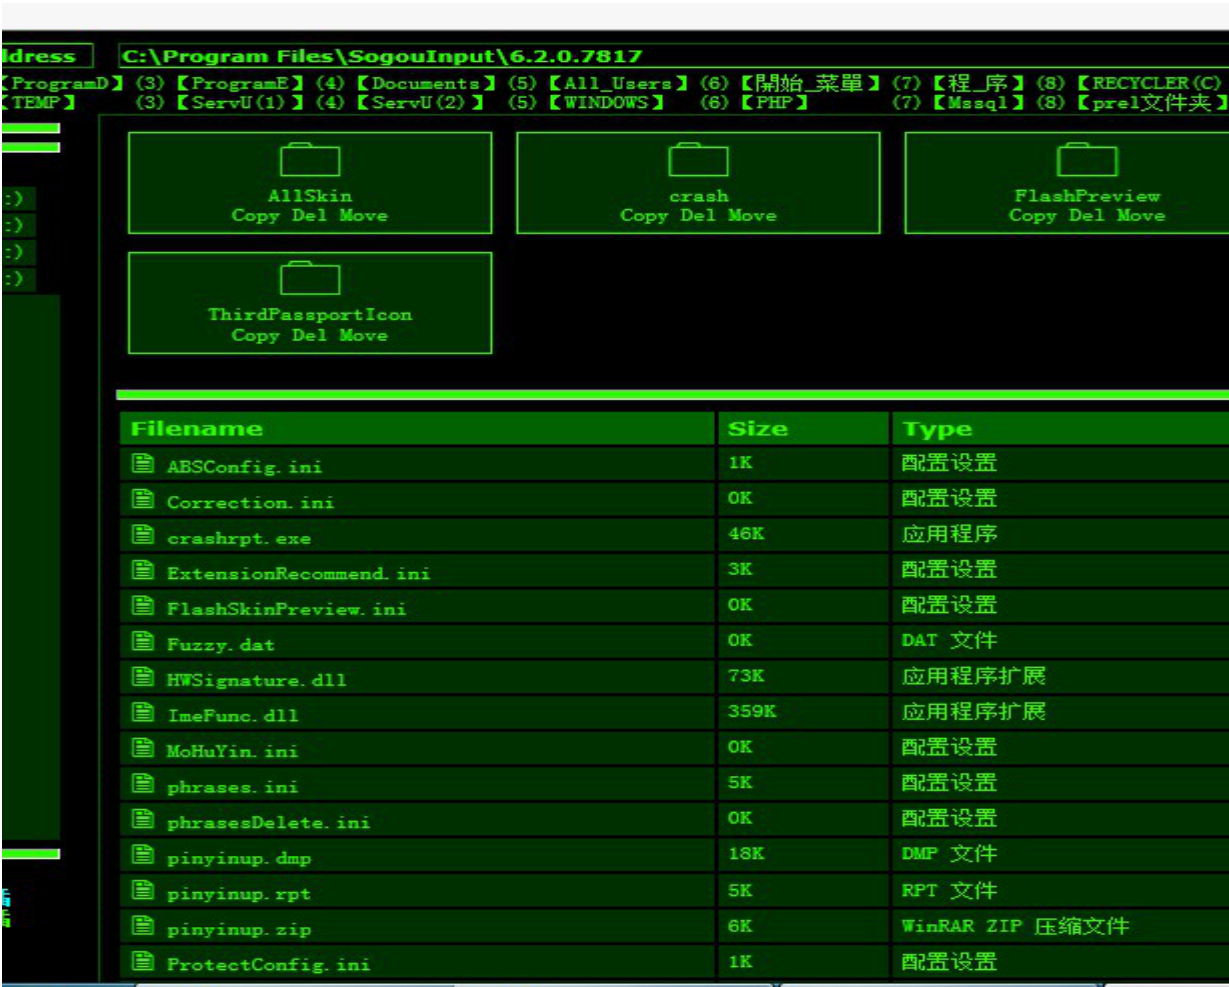 ddress C:\Program Files\SogouInput\6.2.0.7817
【ProgramD】 (3) 【ProgramE】 (4) 【Documents】 (5) 【All_Users】 (6) 【開始_菜單】 (7) 【程_序】 (8) 【RECYCLER(C)
【TEMP】 (3) 【ServU(1)】 (4) 【ServU(2)】 (5) 【WINDOWS】 (6) 【PHP】 (7) 【Mssql】 (8) 【prel文件夹】
:)
:)
:)
:)
AllSkin crash FlashPreview
Copy Del Move Copy Del Move Copy Del Move
ThirdPassportIcon
Copy Del Move
Filename Size Type
ABSConfig.ini 1K 配置设置
Correction.ini 0K 配置设置
crashrpt.exe 46K 应用程序
ExtensionRecommend.ini 3K 配置设置
FlashSkinPreview.ini 0K 配置设置
Fuzzy.dat 0K DAT 文件
HWSignature.dll 73K 应用程序扩展
ImeFunc.dll 359K 应用程序扩展
MoHuYin.ini 0K 配置设置
phrases.ini 5K 配置设置
phrasesDelete.ini 0K 配置设置
pinyinup.dmp 18K DMP 文件
pinyinup.rpt 5K RPT 文件
pinyinup.zip 6K WinRAR ZIP 压缩文件
ProtectConfig.ini 1K 配置设置